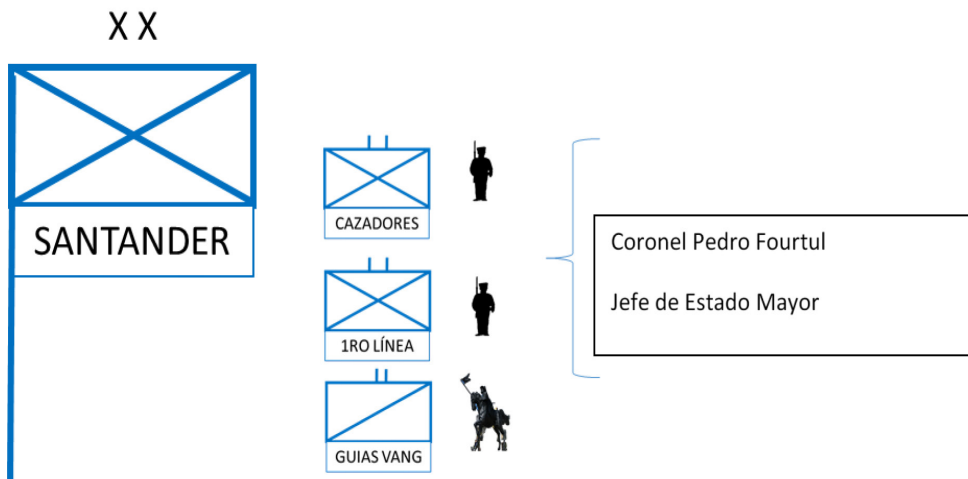 X X
SANTANDER
CAZADORES
1RO LÍNEA
GUIAS VANG
Coronel Pedro Fourtul
Jefe de Estado Mayor